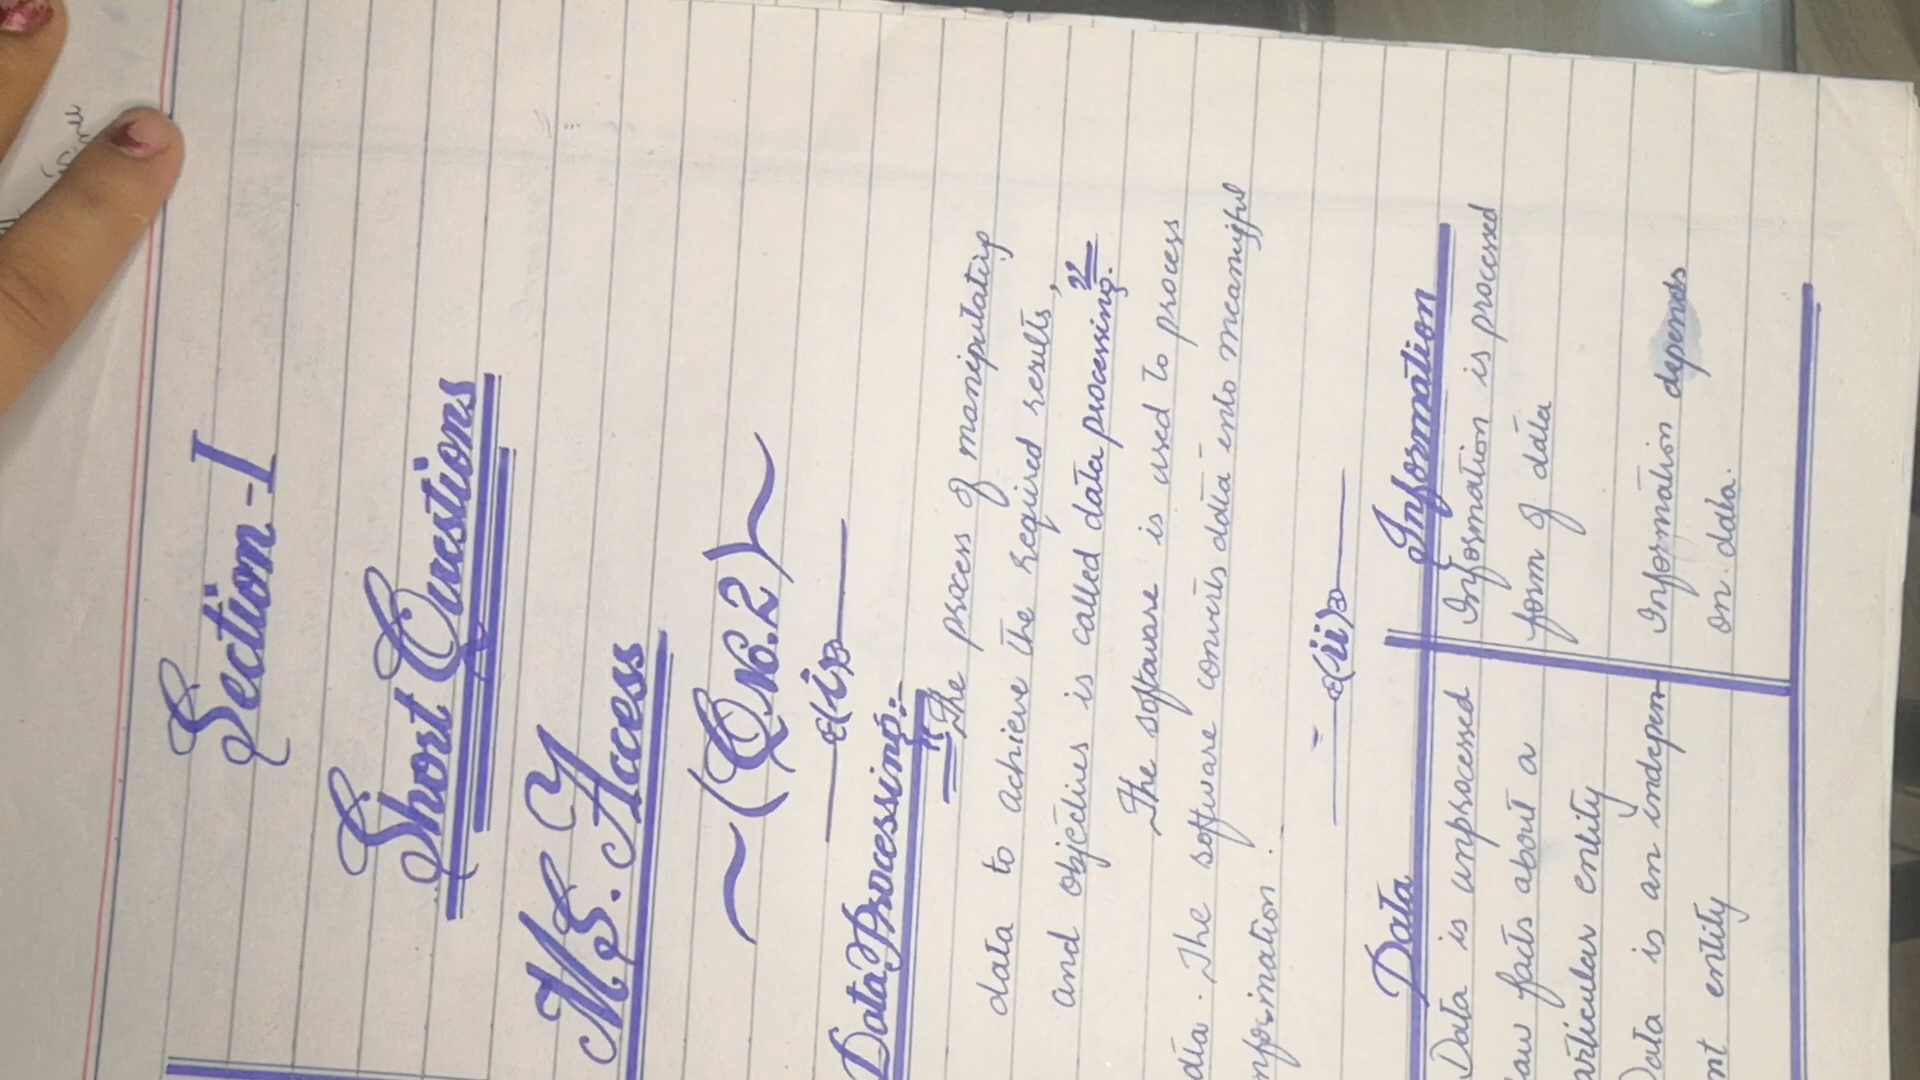 Section-I
Short Questions
M.S. Access
(Q.No.2)
(i)
Data Processing:-
"The process of manipulating
data to achieve the required results,
and objectives is called data processing."
The software is used to process
data. The software converts data into meaningful
information.
(ii)
Data Information
Data is unprocessed Information is processed
raw facts about a form of data
particular entity
Data is an indepen Information depends
nt entity on data.